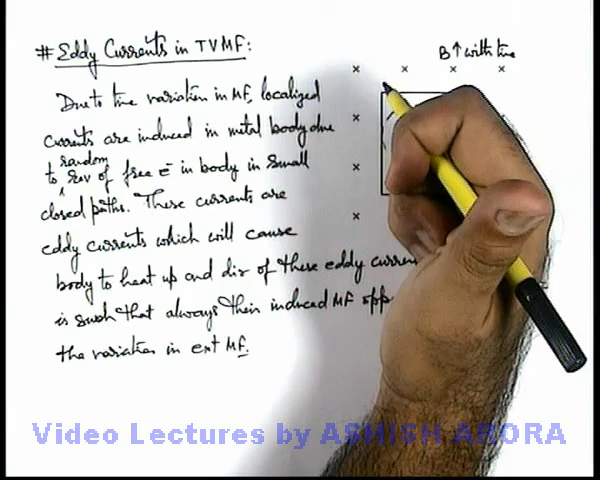 # Eddy Currents in TVMF:
B↑ with time
Due to time variation in MF, localized
currents are induced in metal body due
random
to rev of free e⁻ in body in small
closed paths. These currents are
eddy currents which will cause
body to heat up and dir of these eddy curren
is such that always their induced MF opp
the variation in ext MF.
Video Lectures by ASHISH ARORA